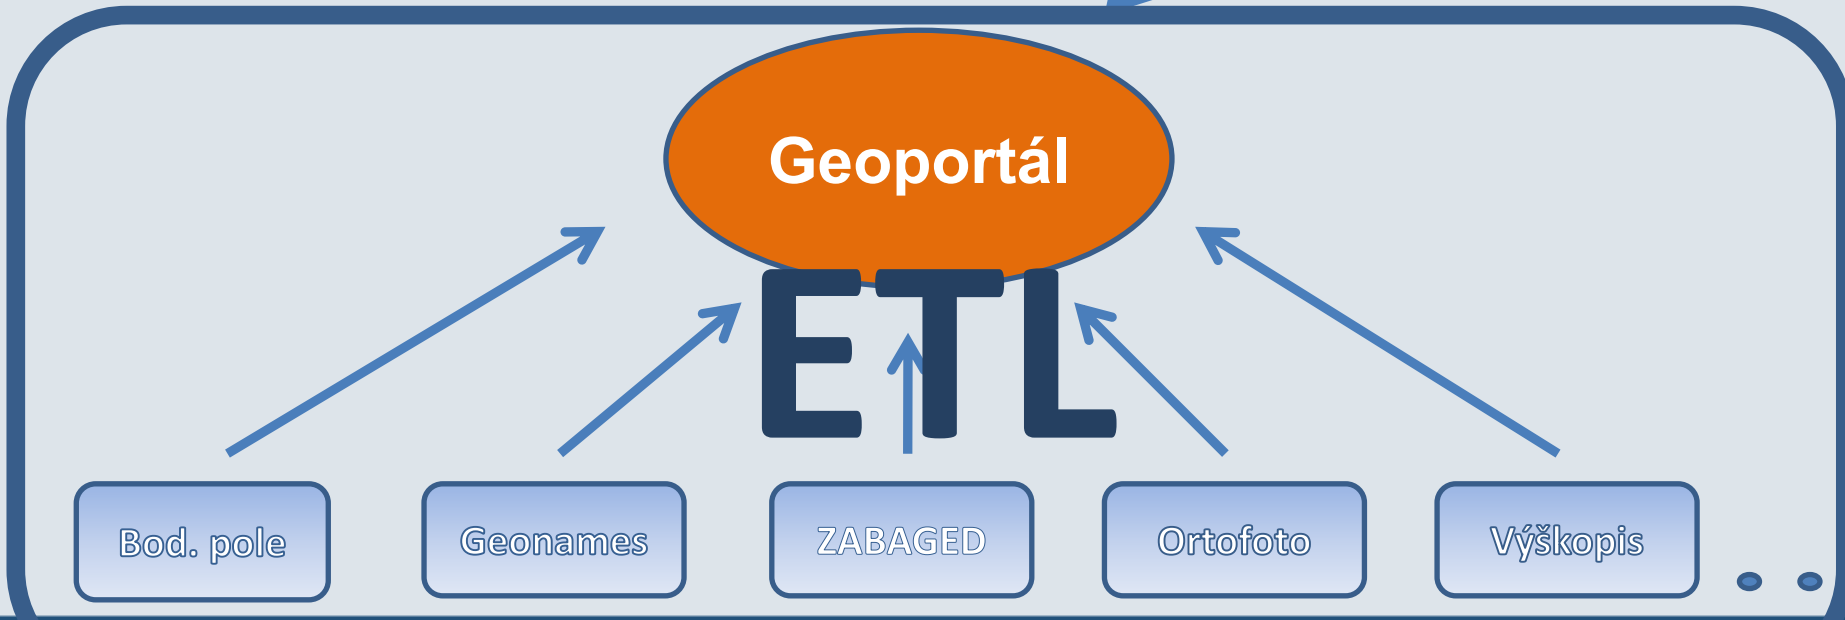 Geoportál
ETL
Bod. pole
Geonames
ZABAGED
Ortofoto
Výškopis